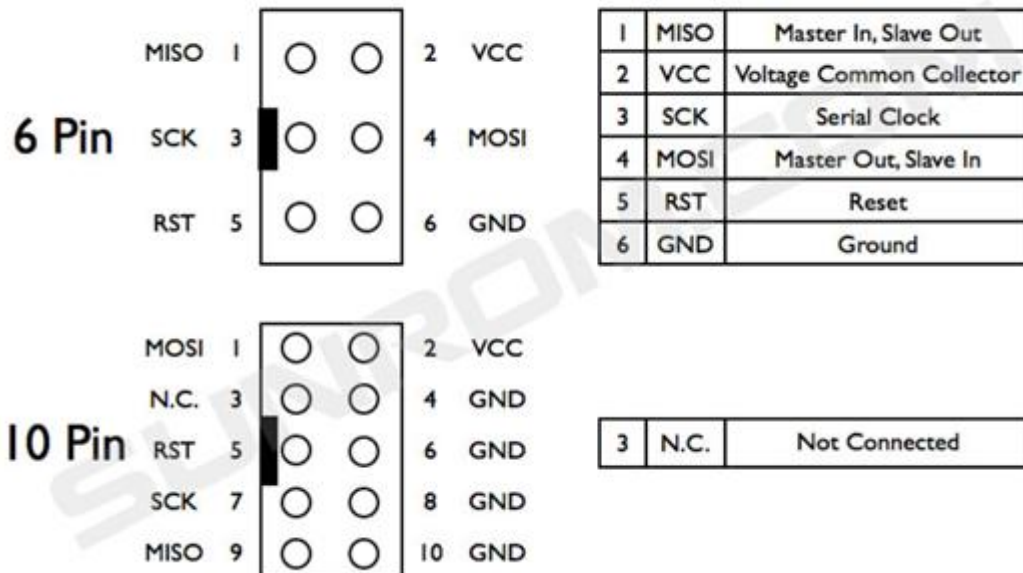 MISO 1 2 VCC
6 Pin SCK 3 4 MOSI
RST 5 6 GND
1 MISO Master In, Slave Out
2 VCC Voltage Common Collector
3 SCK Serial Clock
4 MOSI Master Out, Slave In
5 RST Reset
6 GND Ground
MOSI 1 2 VCC
N.C. 3 4 GND
10 Pin RST 5 6 GND
SCK 7 8 GND
MISO 9 10 GND
3 N.C. Not Connected
SUNROM.COM